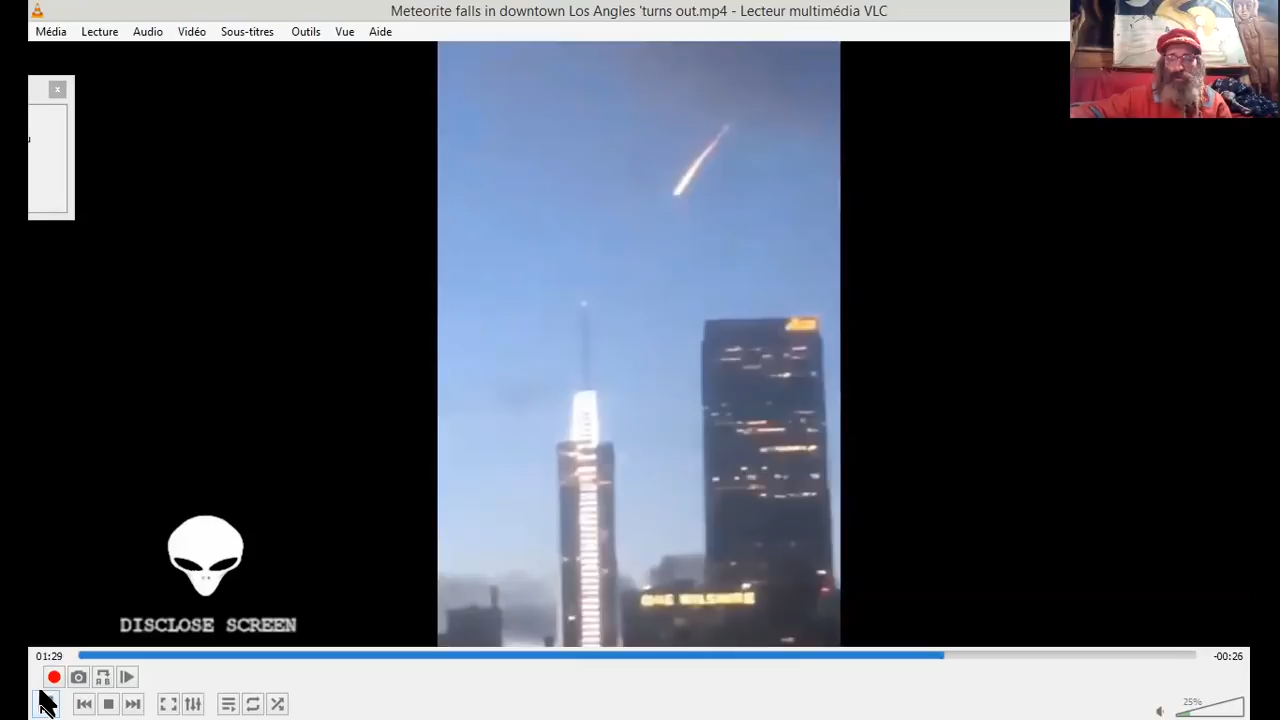 Meteorite falls in downtown Los Angles 'turns out.mp4 - Lecteur multimédia VLC
Média Lecture Audio Vidéo Sous-titres Outils Vue Aide
x
ONE WILSHIRE
DISCLOSE SCREEN
01:29
-00:26
A B
25%